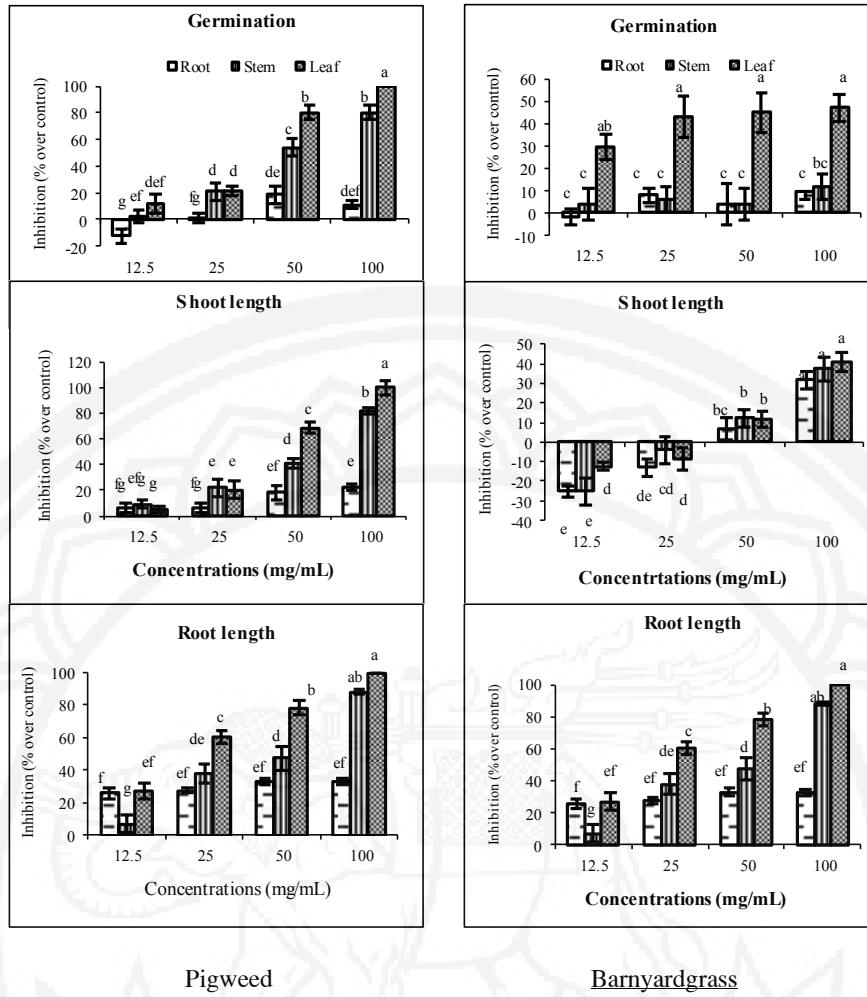 Germination
Root Stem Leaf
Inhibition (% over control)
100
80
60
40
20
0
-20
g ef def
fg d d
de c b
def b a
12.5 25 50 100
Shoot length
Inhibition (% over control)
120
100
80
60
40
20
0
fg efg g
fg e e
ef d c
e b a
12.5 25 50 100
Concentrations (mg/mL)
Root length
Inhibition (% over control)
100
80
60
40
20
0
f g ef
ef de c
ef d b
ef ab a
12.5 25 50 100
Concentrations (mg/mL)
Pigweed
Germination
Root Stem Leaf
Inhibition (% over control)
60
50
40
30
20
10
0
-10
c c ab
c c a
c c a
c bc a
12.5 25 50 100
Shoot length
Inhibition (% over control)
50
40
30
20
10
0
-10
-20
-30
-40
e e d
de cd d
bc b b
a a a
12.5 25 50 100
Concentrtations (mg/mL)
Root length
Inhibition (% over control)
100
80
60
40
20
0
f g ef
ef de c
ef d b
ef ab a
12.5 25 50 100
Concentrations (mg/mL)
Barnyardgrass